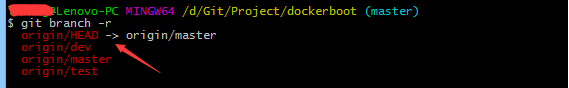 @Lenovo-PC MINGW64 /d/Git/Project/dockerboot (master)
$ git branch -r
origin/HEAD -> origin/master
origin/dev
origin/master
origin/test